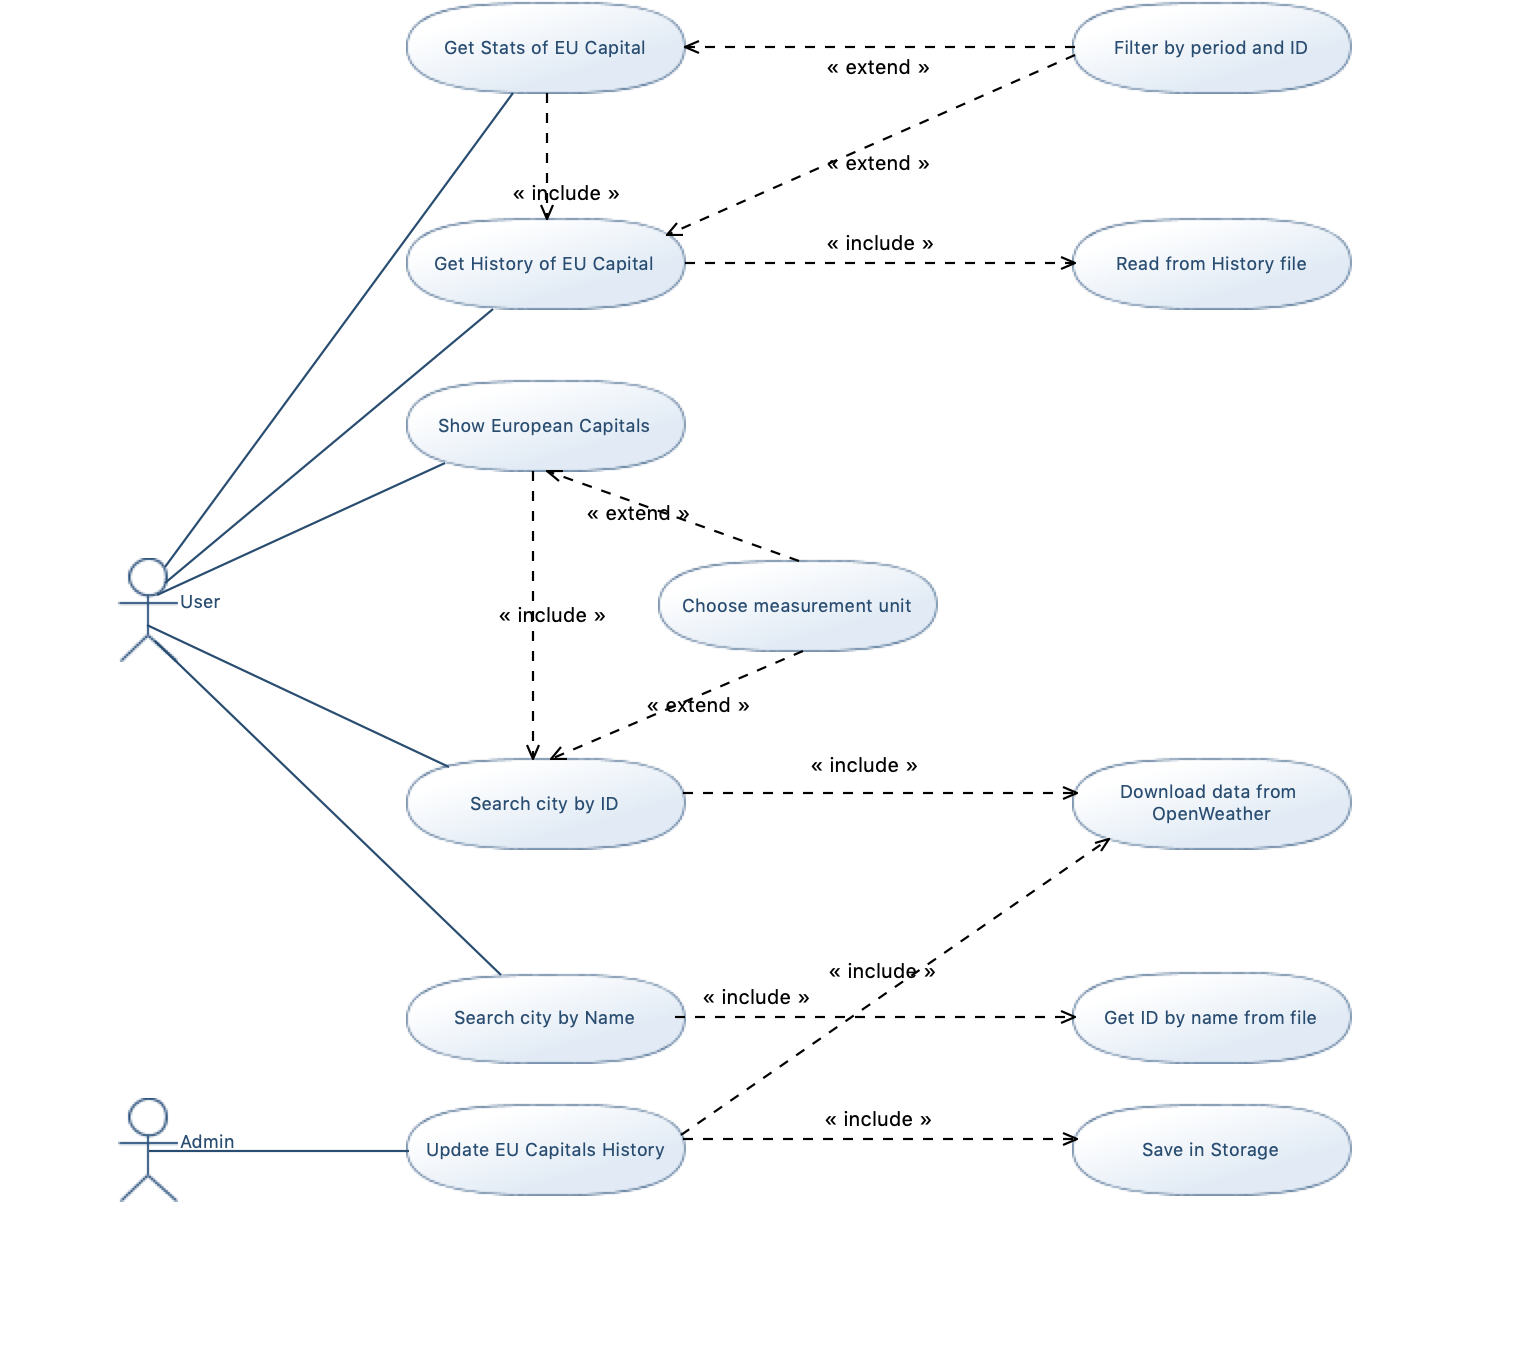 Get Stats of EU Capital
Filter by period and ID
« extend »
« extend »
« include »
« include »
Get History of EU Capital
Read from History file
Show European Capitals
« extend »
User
Choose measurement unit
« include »
« extend »
« include »
Search city by ID
Download data from
OpenWeather
« include »
« include »
Search city by Name
Get ID by name from file
« include »
Admin
Update EU Capitals History
Save in Storage